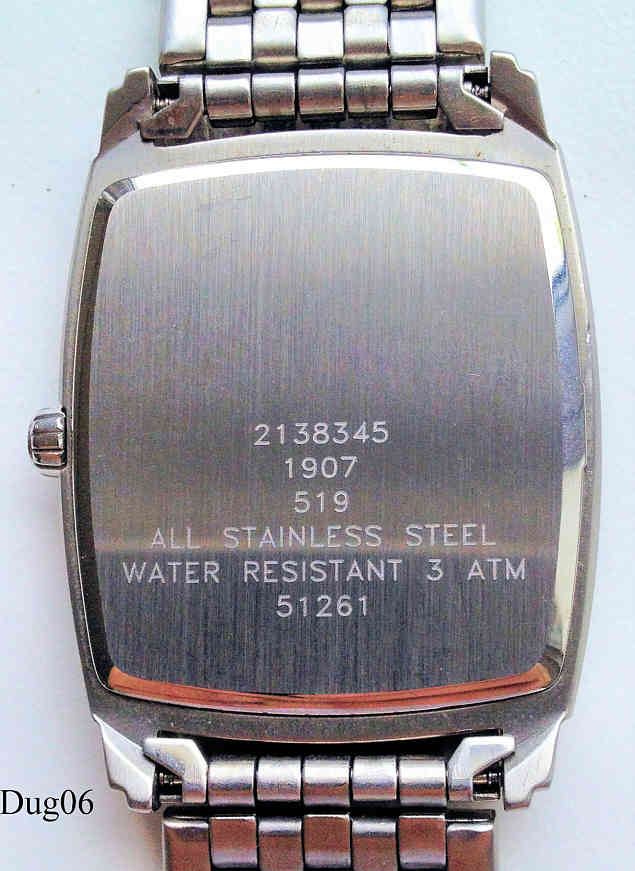 2138345
1907
519
ALL STAINLESS STEEL
WATER RESISTANT 3 ATM
51261
Dug06